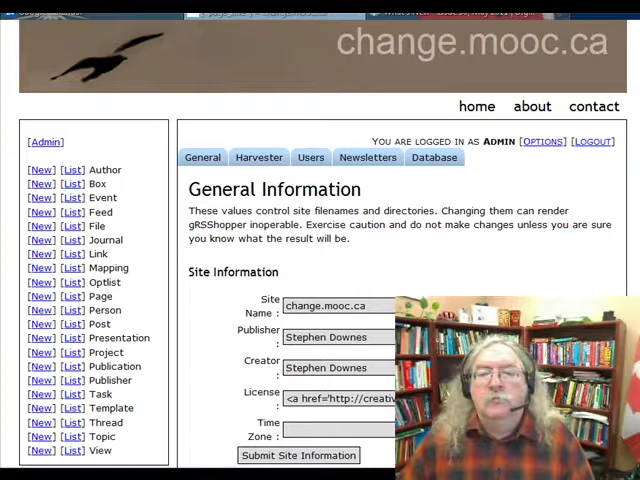 change.mooc.ca
home about contact
[Admin]
YOU ARE LOGGED IN AS ADMIN [OPTIONS] [LOGOUT]
General Harvester Users Newsletters Database
General Information
These values control site filenames and directories. Changing them can render
gRSShopper inoperable. Exercise caution and do not make changes unless you are sure
you know what the result will be.
Site Information
Site Name : change.mooc.ca
Publisher : Stephen Downes
Creator : Stephen Downes
License : <a href='http://creativ
Time Zone :
Submit Site Information
[New] [List] Author
[New] [List] Box
[New] [List] Event
[New] [List] Feed
[New] [List] File
[New] [List] Journal
[New] [List] Link
[New] [List] Mapping
[New] [List] Optlist
[New] [List] Page
[New] [List] Person
[New] [List] Post
[New] [List] Presentation
[New] [List] Project
[New] [List] Publication
[New] [List] Publisher
[New] [List] Task
[New] [List] Template
[New] [List] Thread
[New] [List] Topic
[New] [List] View